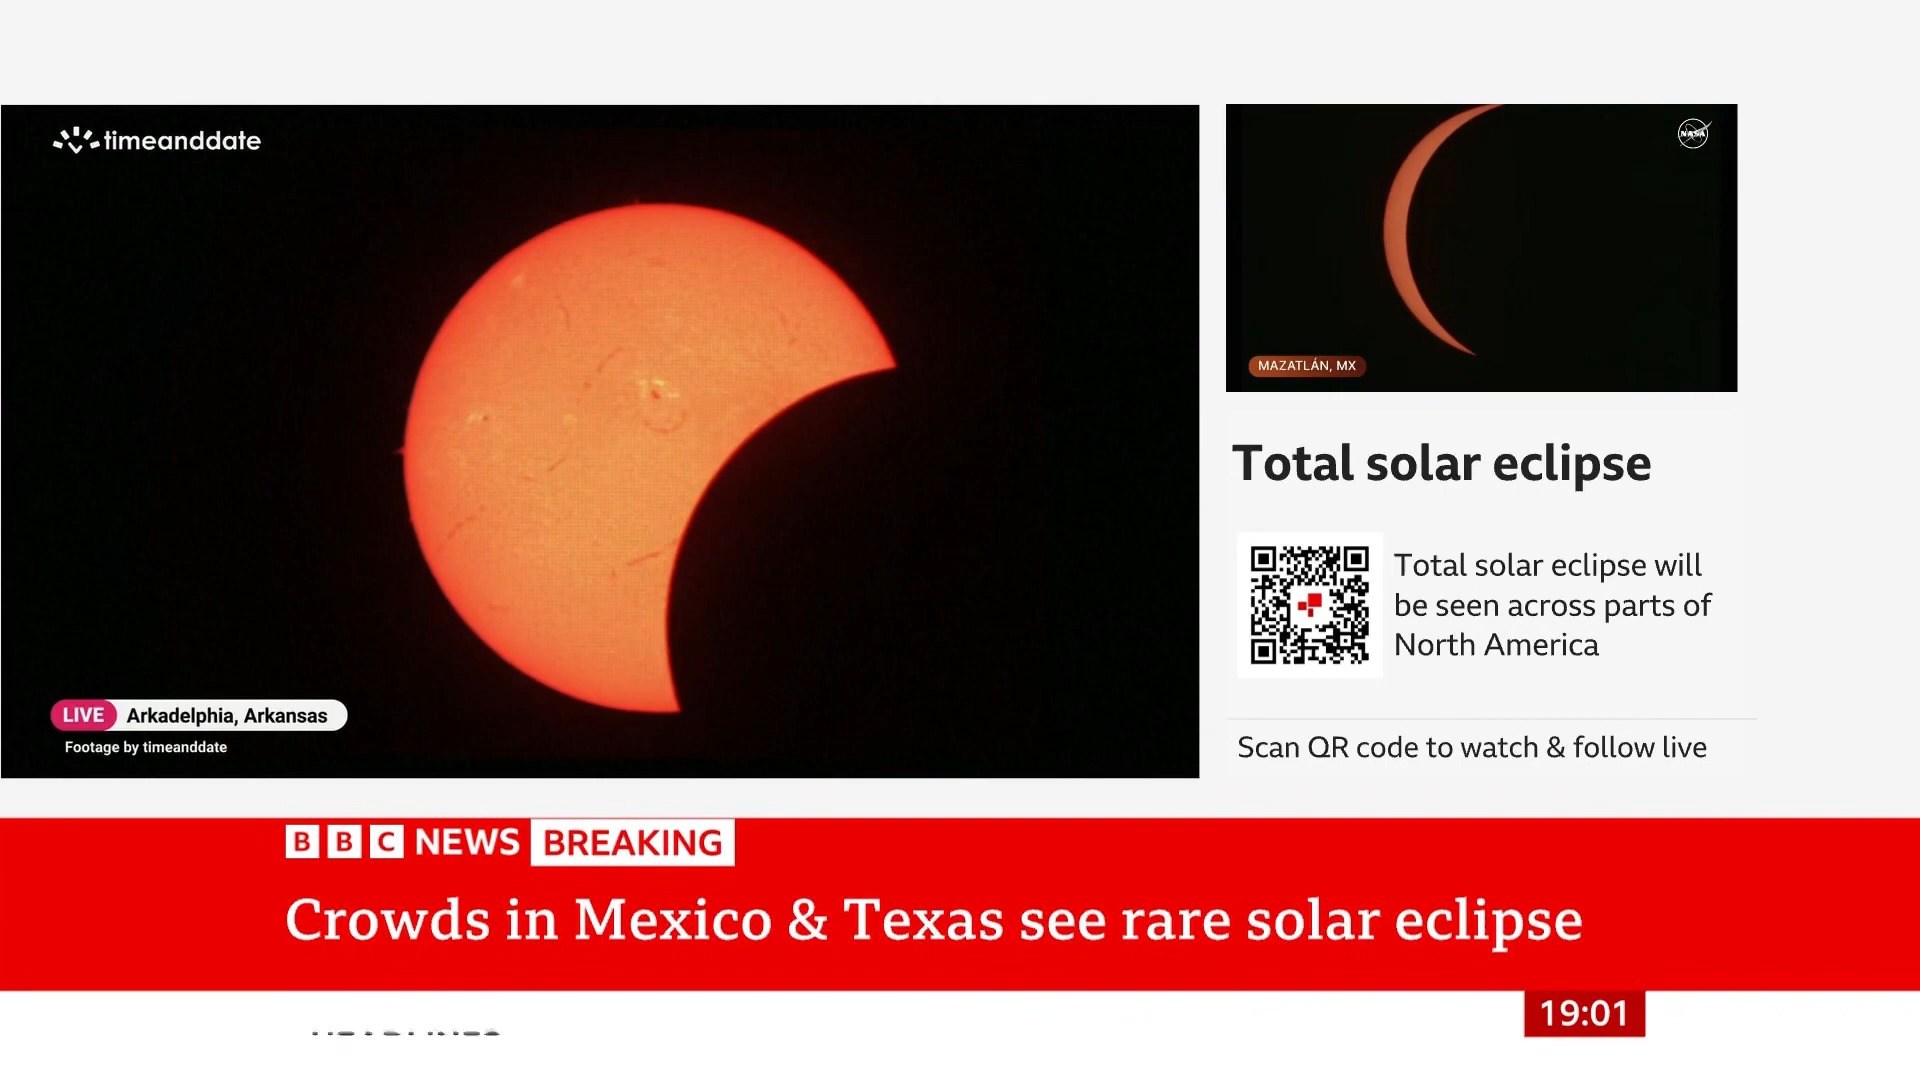 timeanddate
NASA
MAZATLÁN, MX
Total solar eclipse
Total solar eclipse will
be seen across parts of
North America
LIVE Arkadelphia, Arkansas
Footage by timeanddate
Scan QR code to watch & follow live
BBC NEWS BREAKING
Crowds in Mexico & Texas see rare solar eclipse
19:01